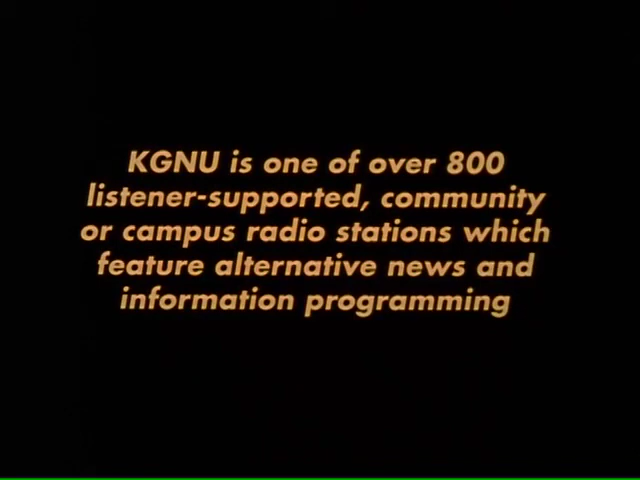 KGNU is one of over 800
listener-supported, community
or campus radio stations which
feature alternative news and
information programming